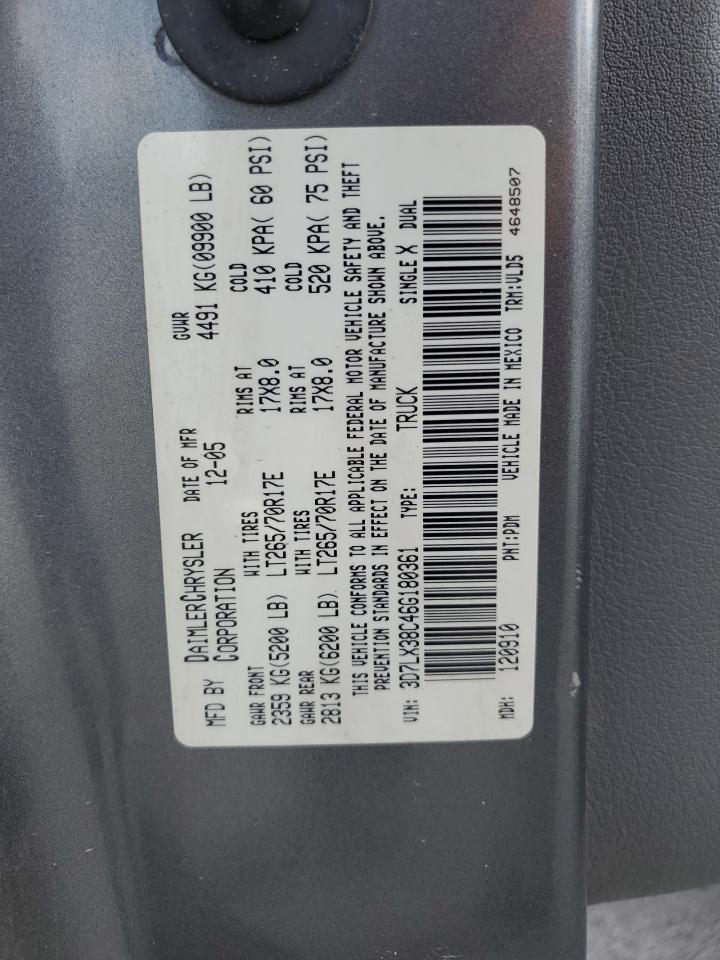 MFD BY DAIMLERCHRYSLER CORPORATION
DATE OF MFR 12-05
GVWR 4491 KG(09900 LB)
GAWR FRONT WITH TIRES RIMS AT COLD
2359 KG(5200 LB) LT265/70R17E 17X8.0 410 KPA( 60 PSI)
GAWR REAR WITH TIRES RIMS AT COLD
2813 KG(6200 LB). LT265/70R17E 17X8.0 520 KPA( 75 PSI)
THIS VEHICLE CONFORMS TO ALL APPLICABLE FEDERAL MOTOR VEHICLE SAFETY AND THEFT
PREVENTION STANDARDS IN EFFECT ON THE DATE OF MANUFACTURE SHOWN ABOVE.
VIN: 3D7LX38C46G180361 TYPE: TRUCK SINGLE X DUAL
MDH: 120910 PNT:PDM VEHICLE MADE IN MEXICO TRM:VLD5 4648507